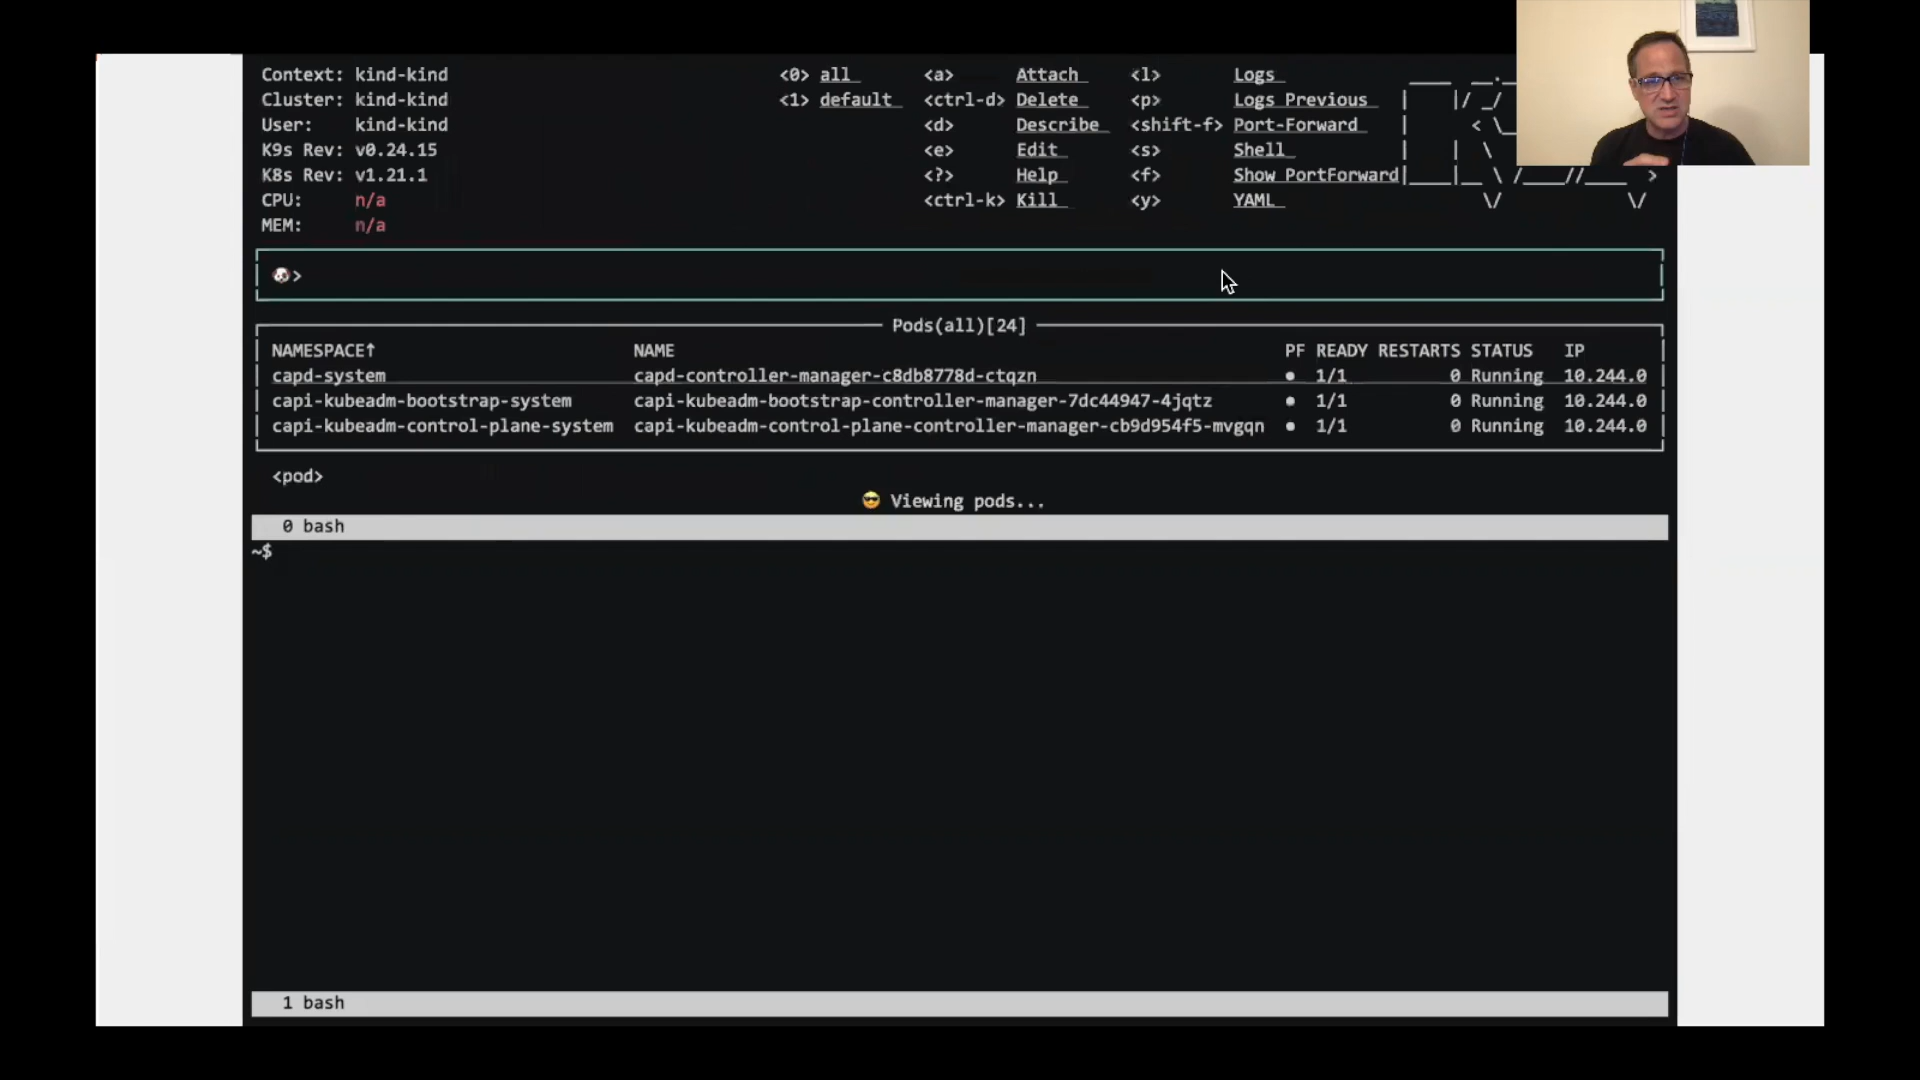 Context: kind-kind <0> all <a> Attach <l> Logs
Cluster: kind-kind <1> default <ctrl-d> Delete <p> Logs Previous
User: kind-kind <d> Describe <shift-f> Port-Forward
K9s Rev: v0.24.15 <e> Edit <s> Shell
K8s Rev: v1.21.1 <?> Help <f> Show PortForward
CPU: n/a <ctrl-k> Kill <y> YAML
MEM: n/a
🐶>
Pods(all)[24]
NAMESPACE↑ NAME PF READY RESTARTS STATUS IP
capd-system capd-controller-manager-c8db8778d-ctqzn ● 1/1 0 Running 10.244.0
capi-kubeadm-bootstrap-system capi-kubeadm-bootstrap-controller-manager-7dc44947-4jqtz ● 1/1 0 Running 10.244.0
capi-kubeadm-control-plane-system capi-kubeadm-control-plane-controller-manager-cb9d954f5-mvgqn ● 1/1 0 Running 10.244.0
<pod>
😎 Viewing pods...
0 bash
~$
1 bash